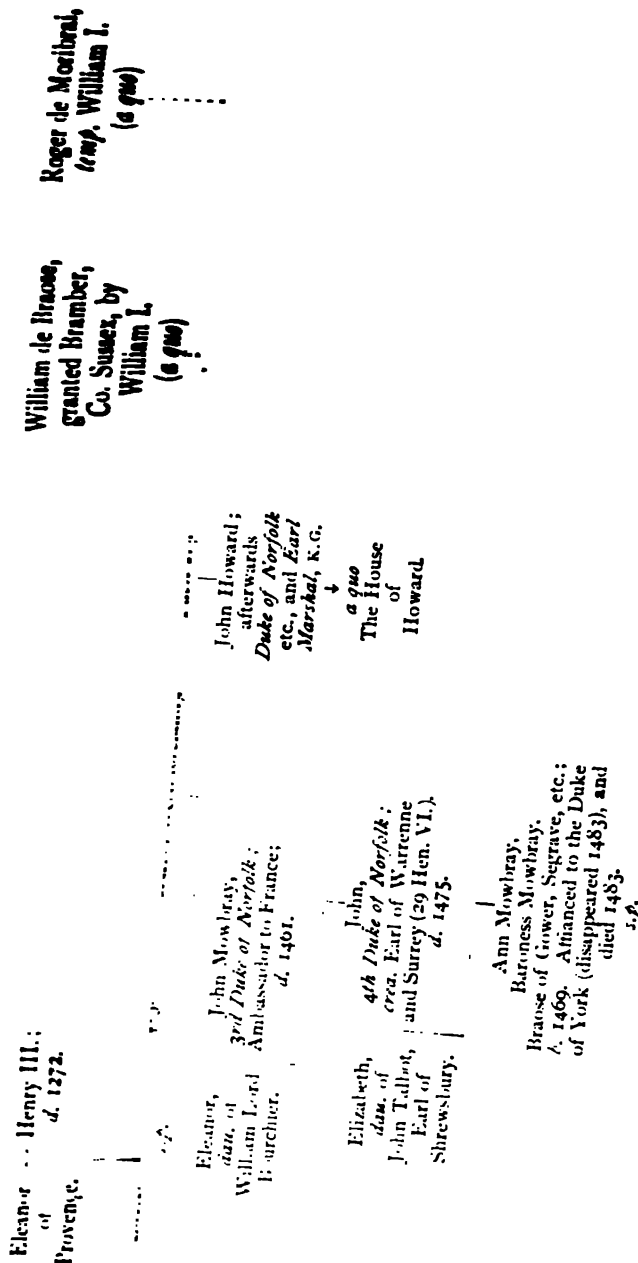 Eleanor
of
Provence.
Henry III.;
d. 1272.
William de Braose,
granted Bramber,
Co. Sussex, by
William I.
(a quo)
Roger de Moribrai,
temp. William I.
(a quo)
s.p.
Eleanor,
dau. of
William Lord
Bourchier.
John Mowbray,
3rd Duke of Norfolk;
Ambassador to France;
d. 1461.
John Howard;
afterwards
Duke of Norfolk
etc., and Earl
Marshal, K.G.
a quo
The House
of
Howard.
Elizabeth,
dau. of
John Talbot,
Earl of
Shrewsbury.
John,
4th Duke of Norfolk;
crea. Earl of Warrenne
and Surrey (29 Hen. VI.).
d. 1475.
Ann Mowbray,
Baroness Mowbray.
Braose of Gower, Segrave, etc.;
b. 1469. Affianced to the Duke
of York (disappeared 1483), and
died 1483.
s.p.